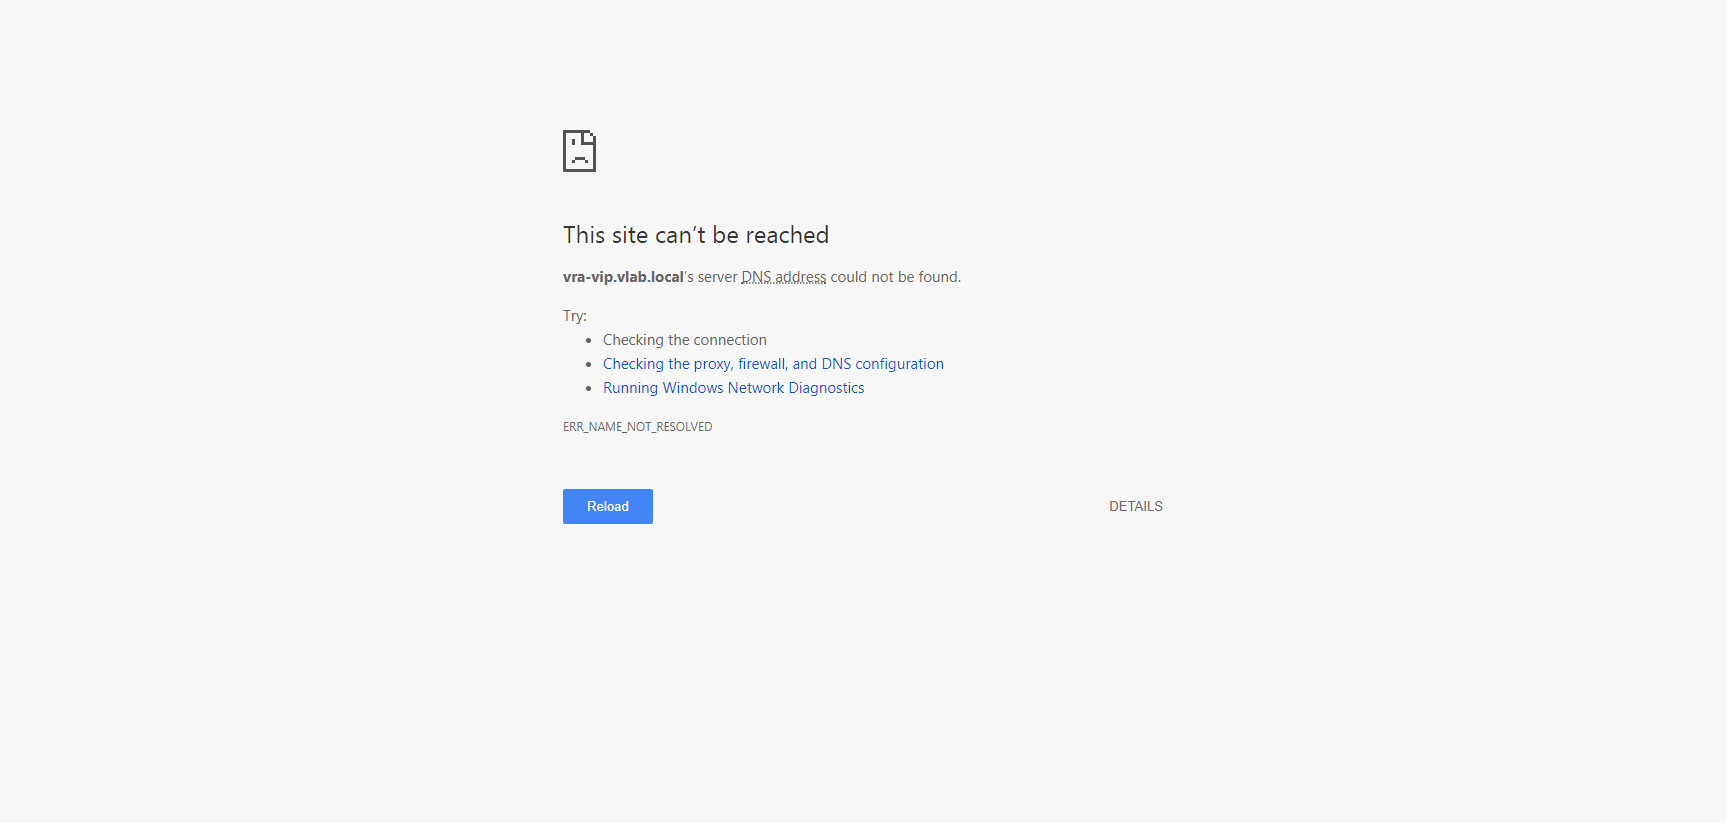 This site can’t be reached
vra-vip.vlab.local’s server DNS address could not be found.
Try:
• Checking the connection
• Checking the proxy, firewall, and DNS configuration
• Running Windows Network Diagnostics
ERR_NAME_NOT_RESOLVED
Reload
DETAILS